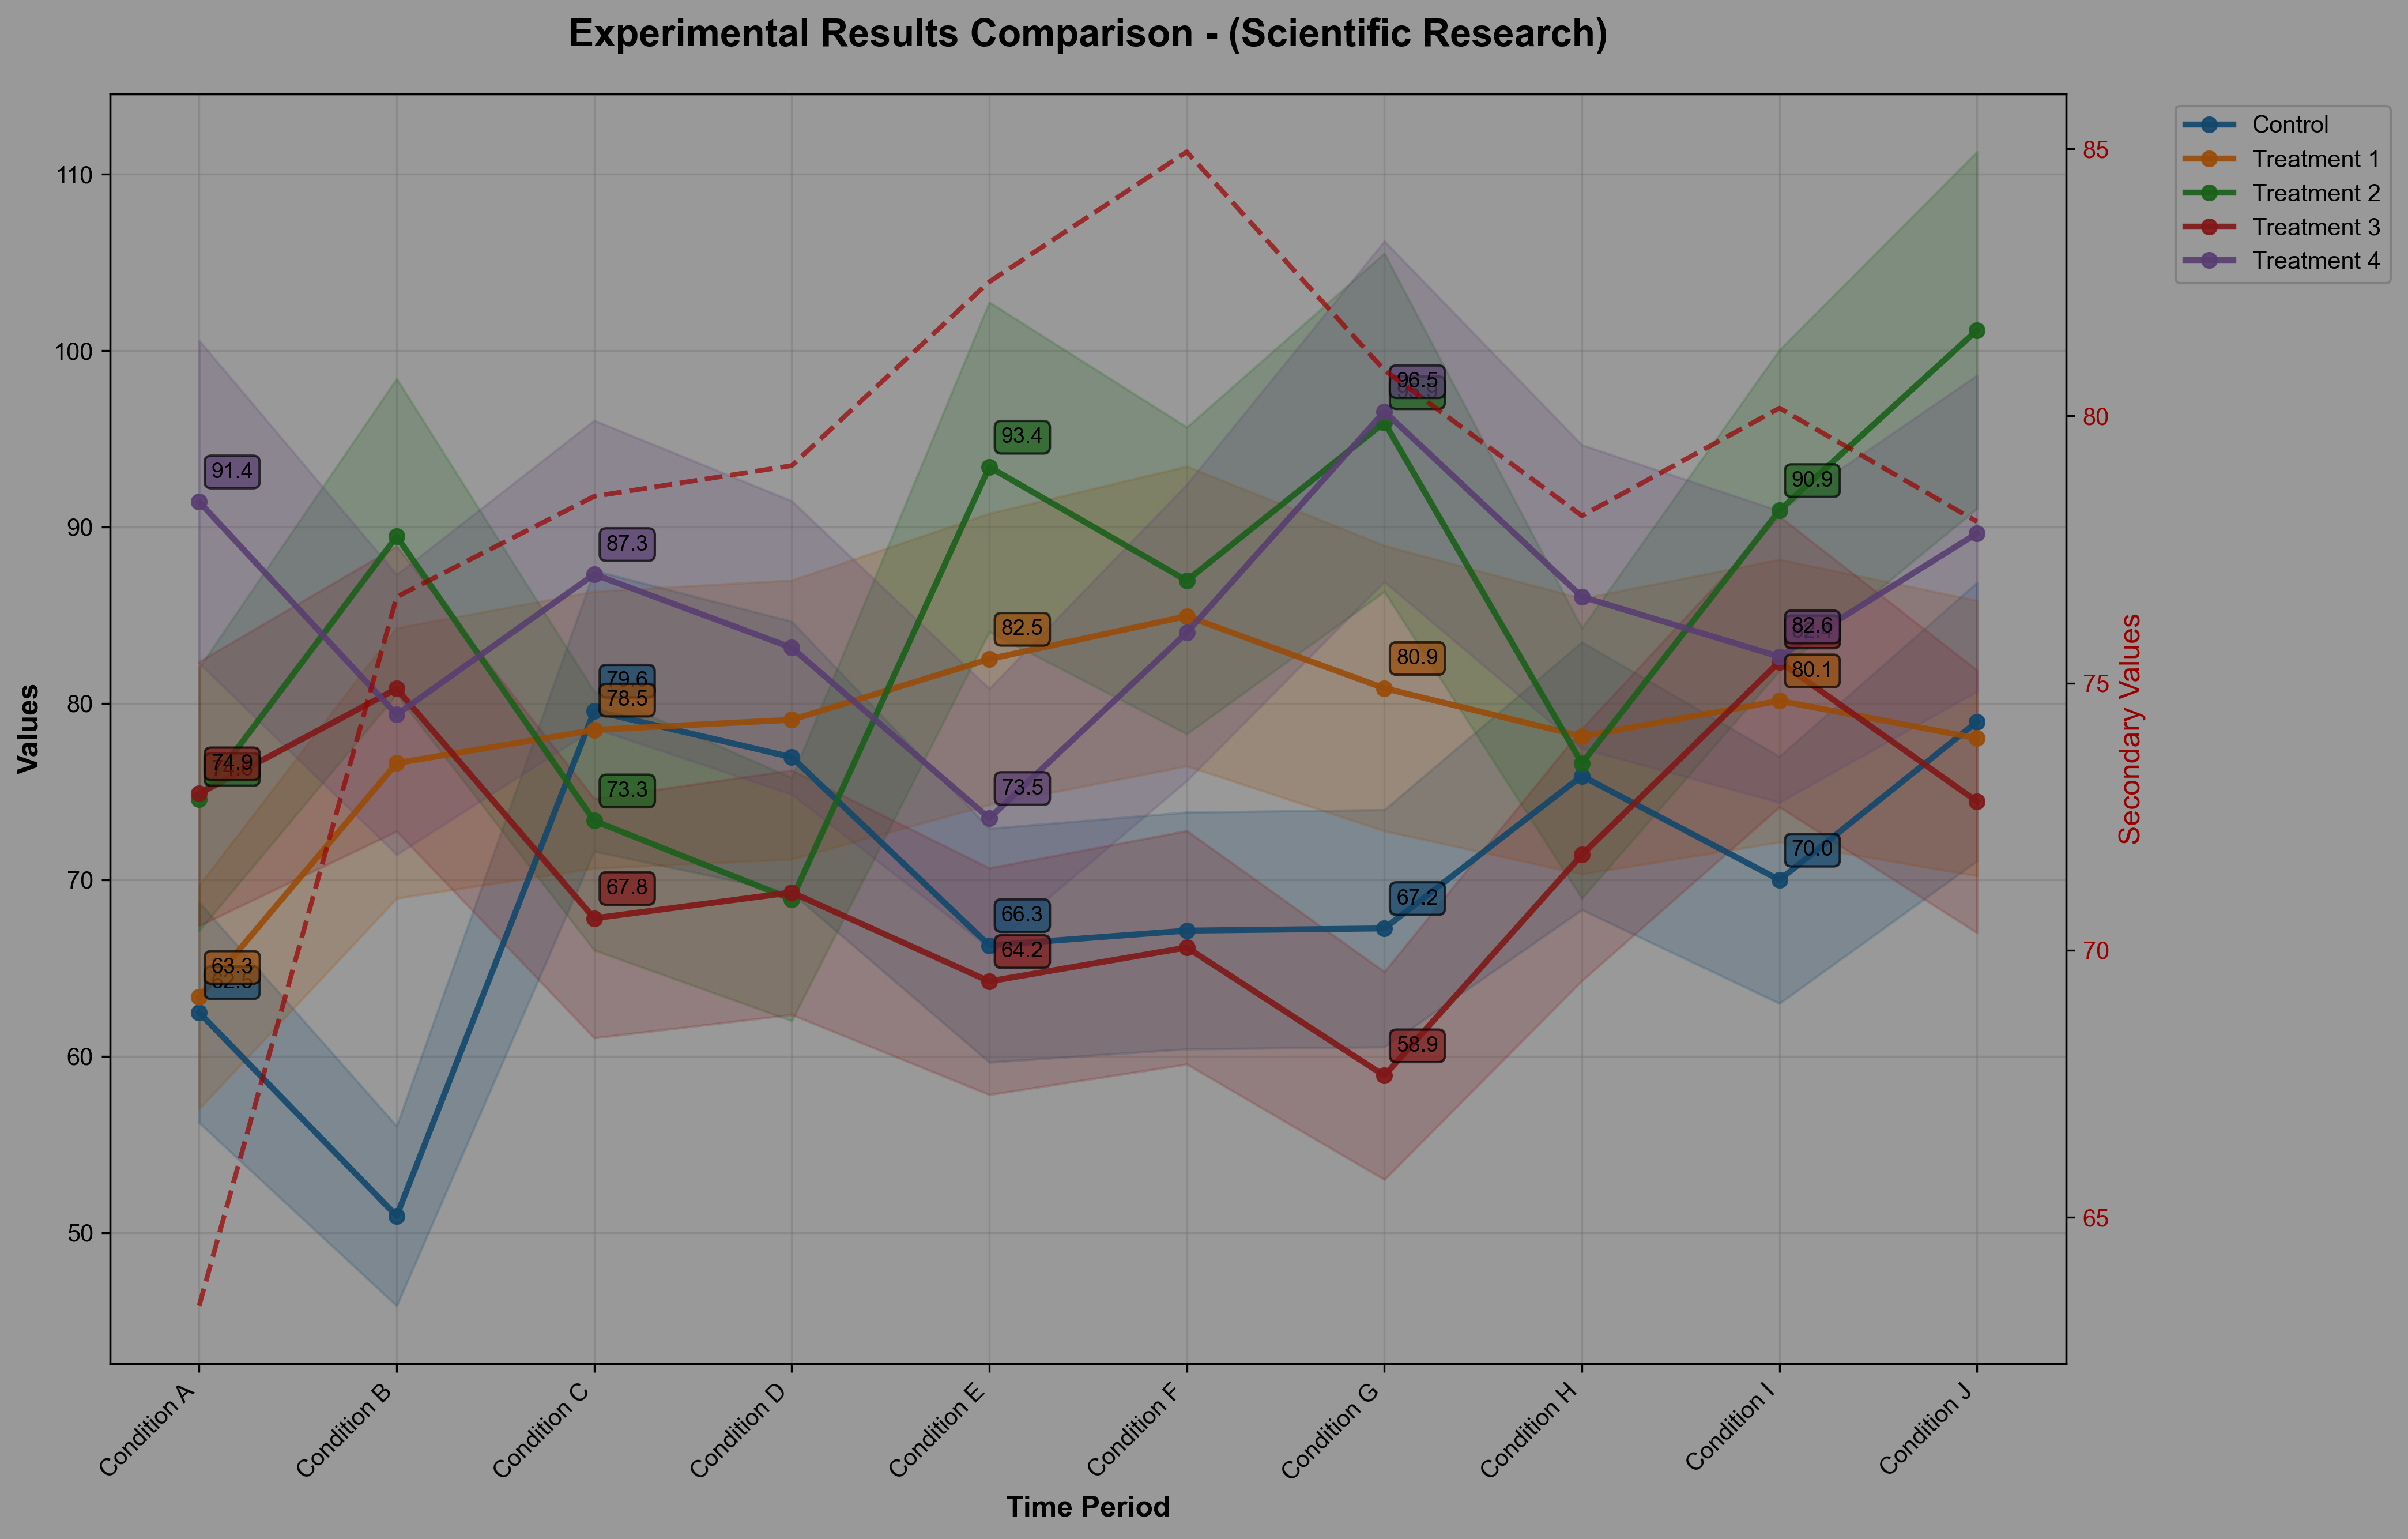 Experimental Results Comparison - (Scientific Research)
Control
Treatment 1
Treatment 2
Treatment 3
Treatment 4
Values
110
100
90
80
70
60
50
Secondary Values
85
80
75
70
65
91.4
74.9
63.3
62.5
87.3
79.6
78.5
73.3
67.8
93.4
82.5
73.5
66.3
64.2
96.5
80.9
67.2
58.9
90.9
82.6
80.1
70.0
Condition A
Condition B
Condition C
Condition D
Condition E
Condition F
Condition G
Condition H
Condition I
Condition J
Time Period